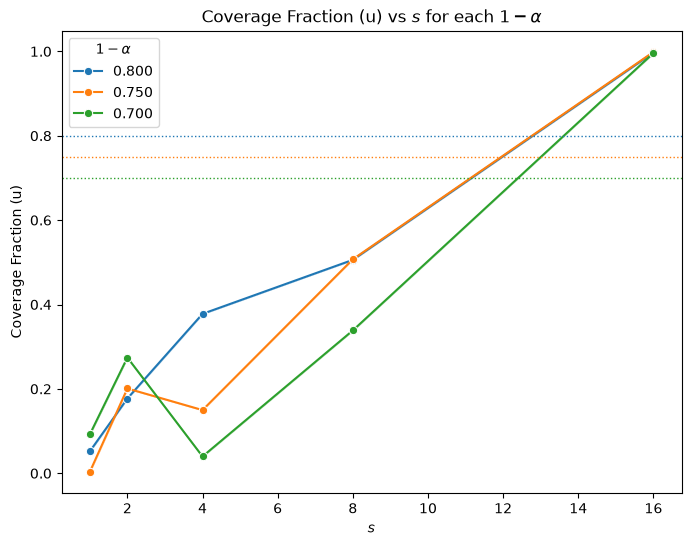 Coverage Fraction (u) vs s for each 1 − α
1 − α
0.800
0.750
0.700
1.0
0.8
0.6
0.4
0.2
0.0
Coverage Fraction (u)
2 4 6 8 10 12 14 16
s